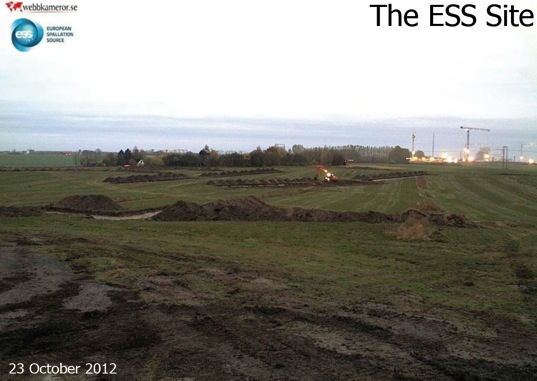 webbkameror.se
The ESS Site
ess
EUROPEAN
SPALLATION
SOURCE
23 October 2012